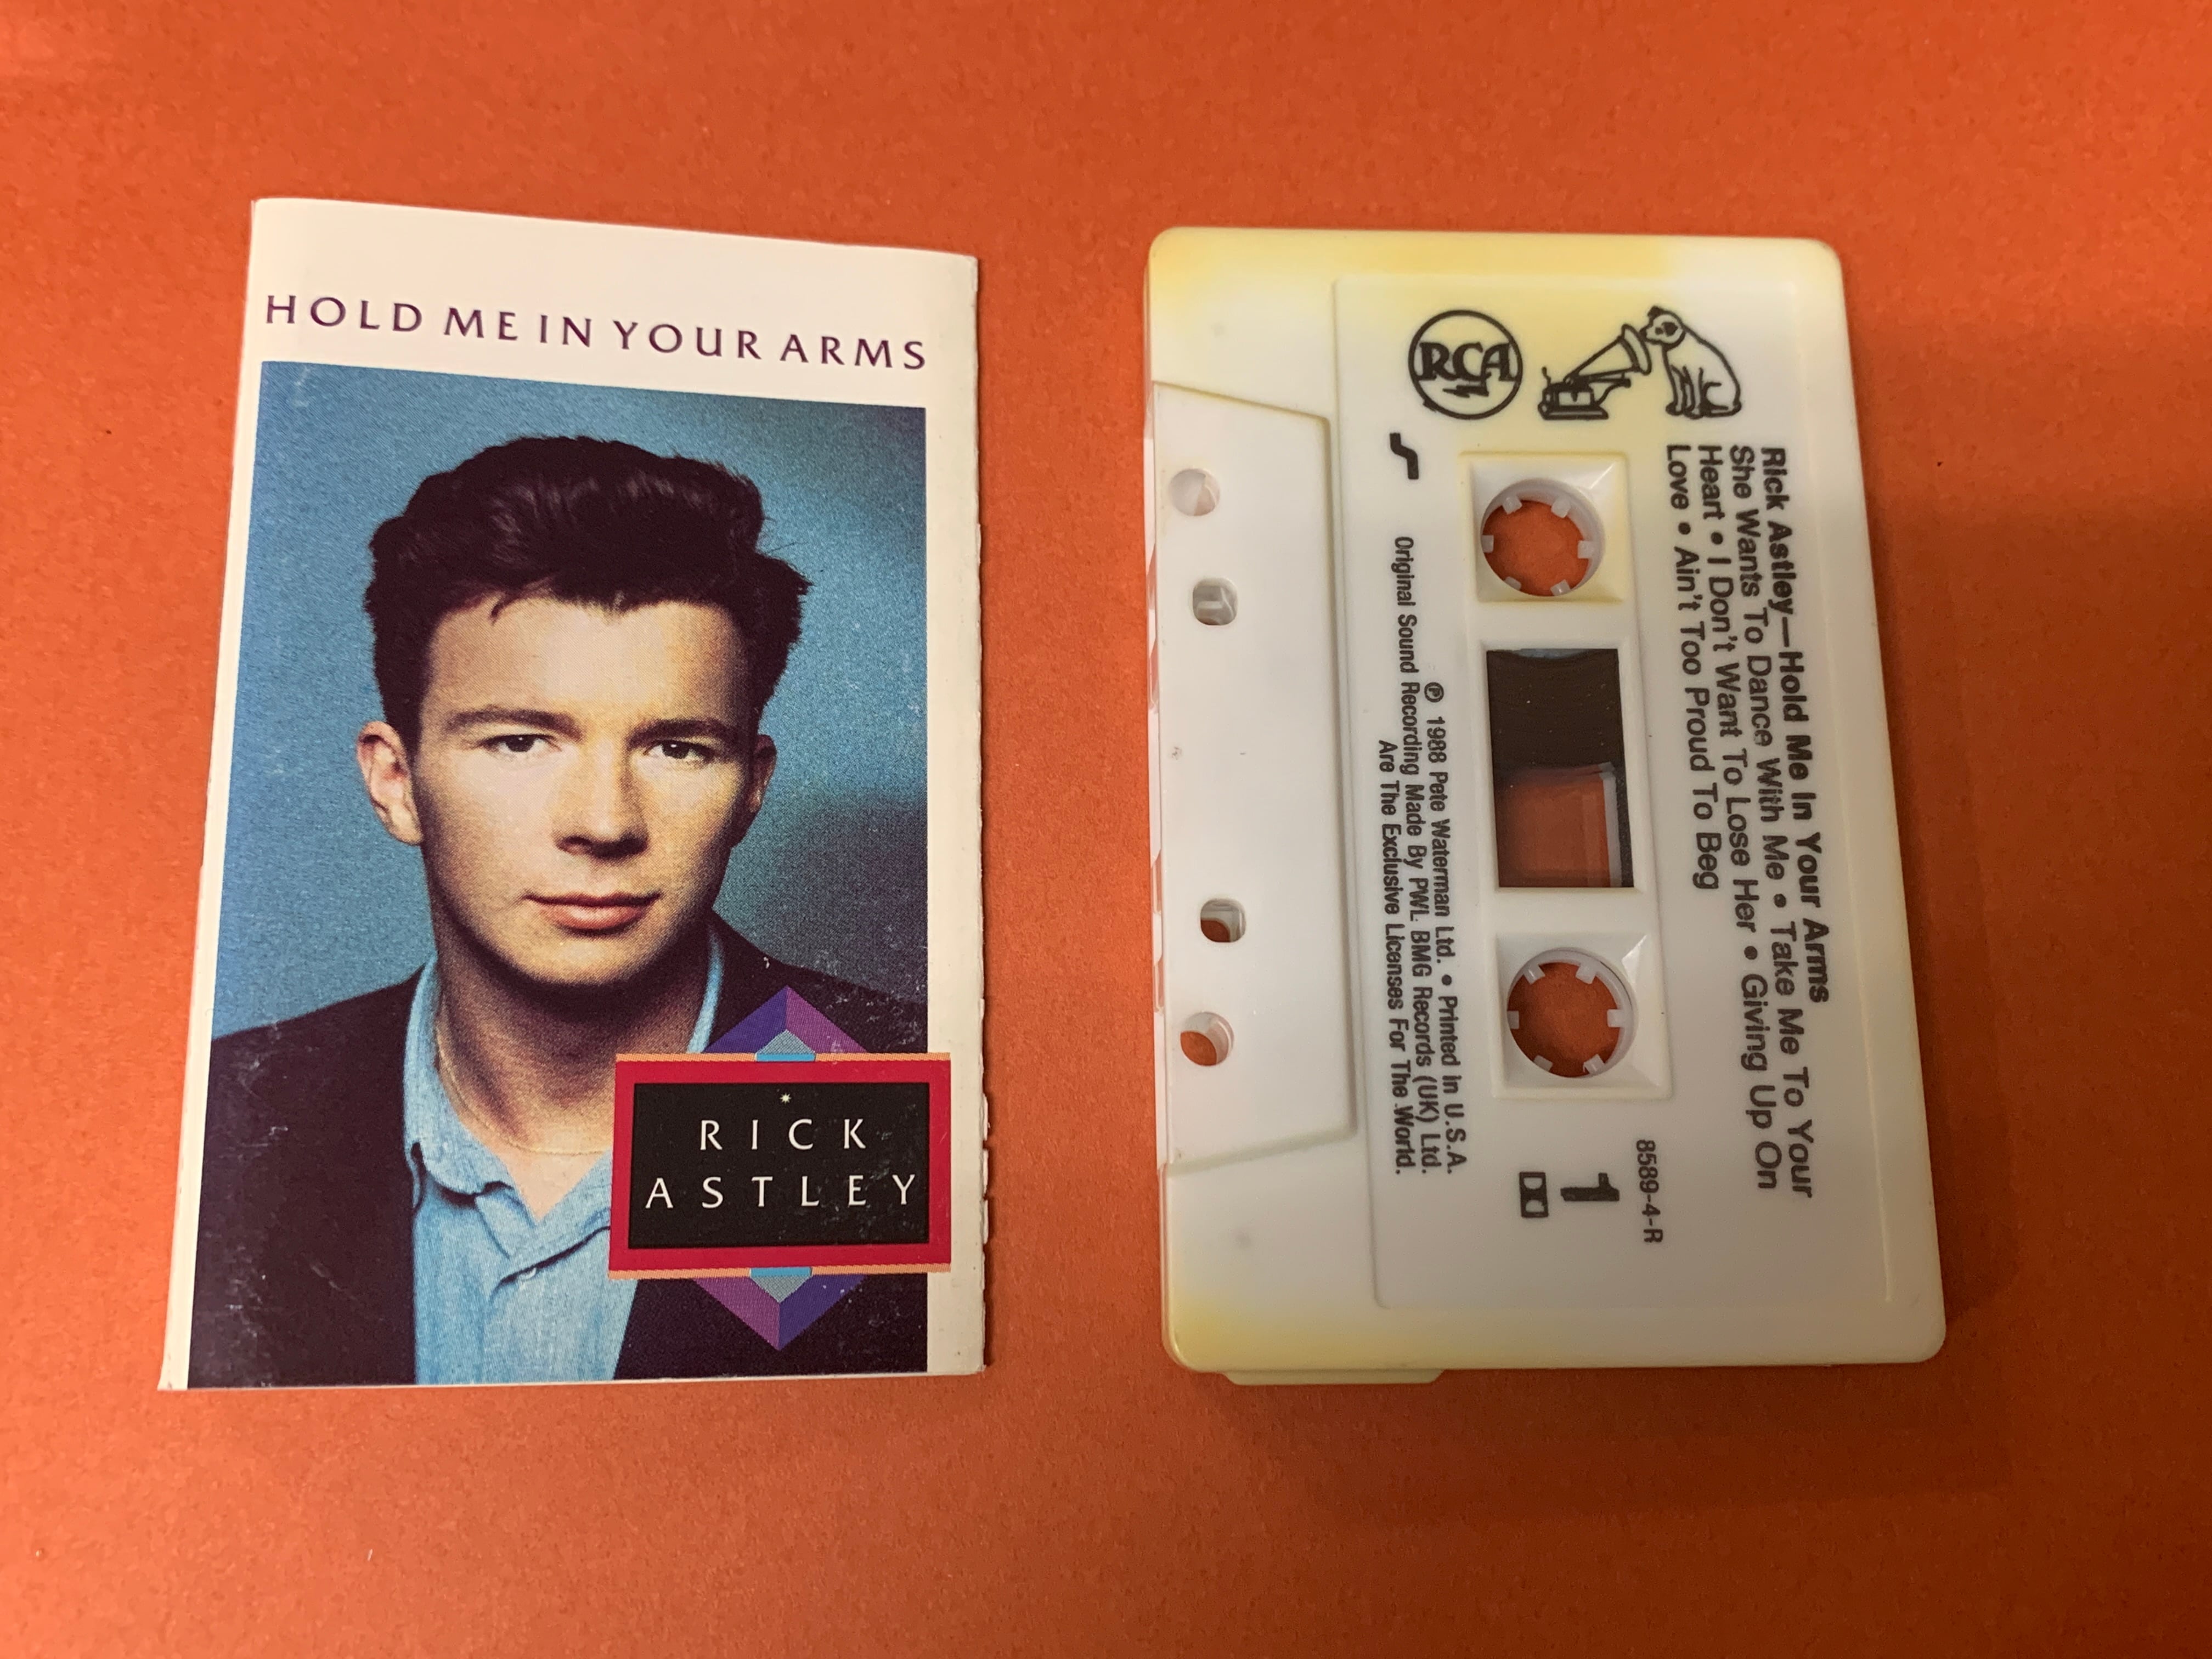 HOLD ME IN YOUR ARMS
RICK
ASTLEY
RCA
Rick Astley—Hold Me In Your Arms
She Wants To Dance With Me • Take Me To Your
Heart • I Don't Want To Lose Her • Giving Up On
Love • Ain't Too Proud To Beg
8589-4-R
1
℗ 1988 Pete Waterman Ltd. • Printed in U.S.A.
Original Sound Recording Made By PWL. BMG Records (UK) Ltd.
Are The Exclusive Licenses For The World.